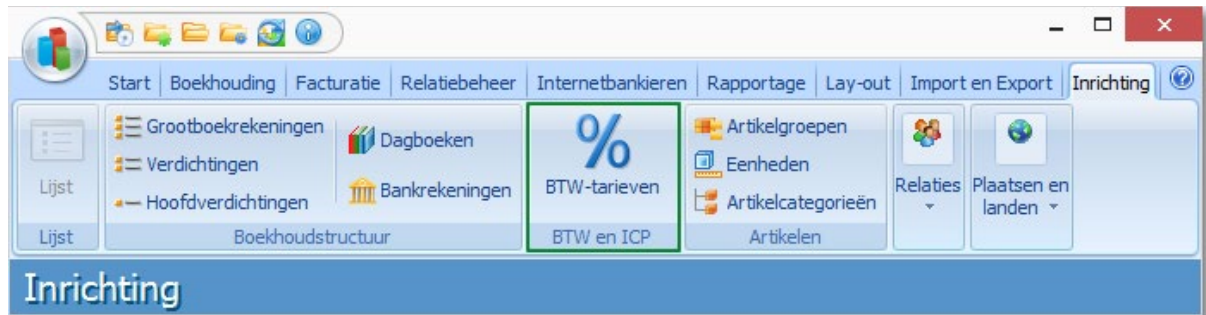 Start Boekhouding Facturatie Relatiebeheer Internetbankieren Rapportage Lay-out Import en Export Inrichting
Lijst
Grootboekrekeningen
Verdichtingen
Hoofdverdichtingen
Dagboeken
Bankrekeningen
%
BTW-tarieven
Artikelgroepen
Eenheden
Artikelcategorieën
Relaties
Plaatsen en
landen
Lijst Boekhoudstructuur BTW en ICP Artikelen
Inrichting